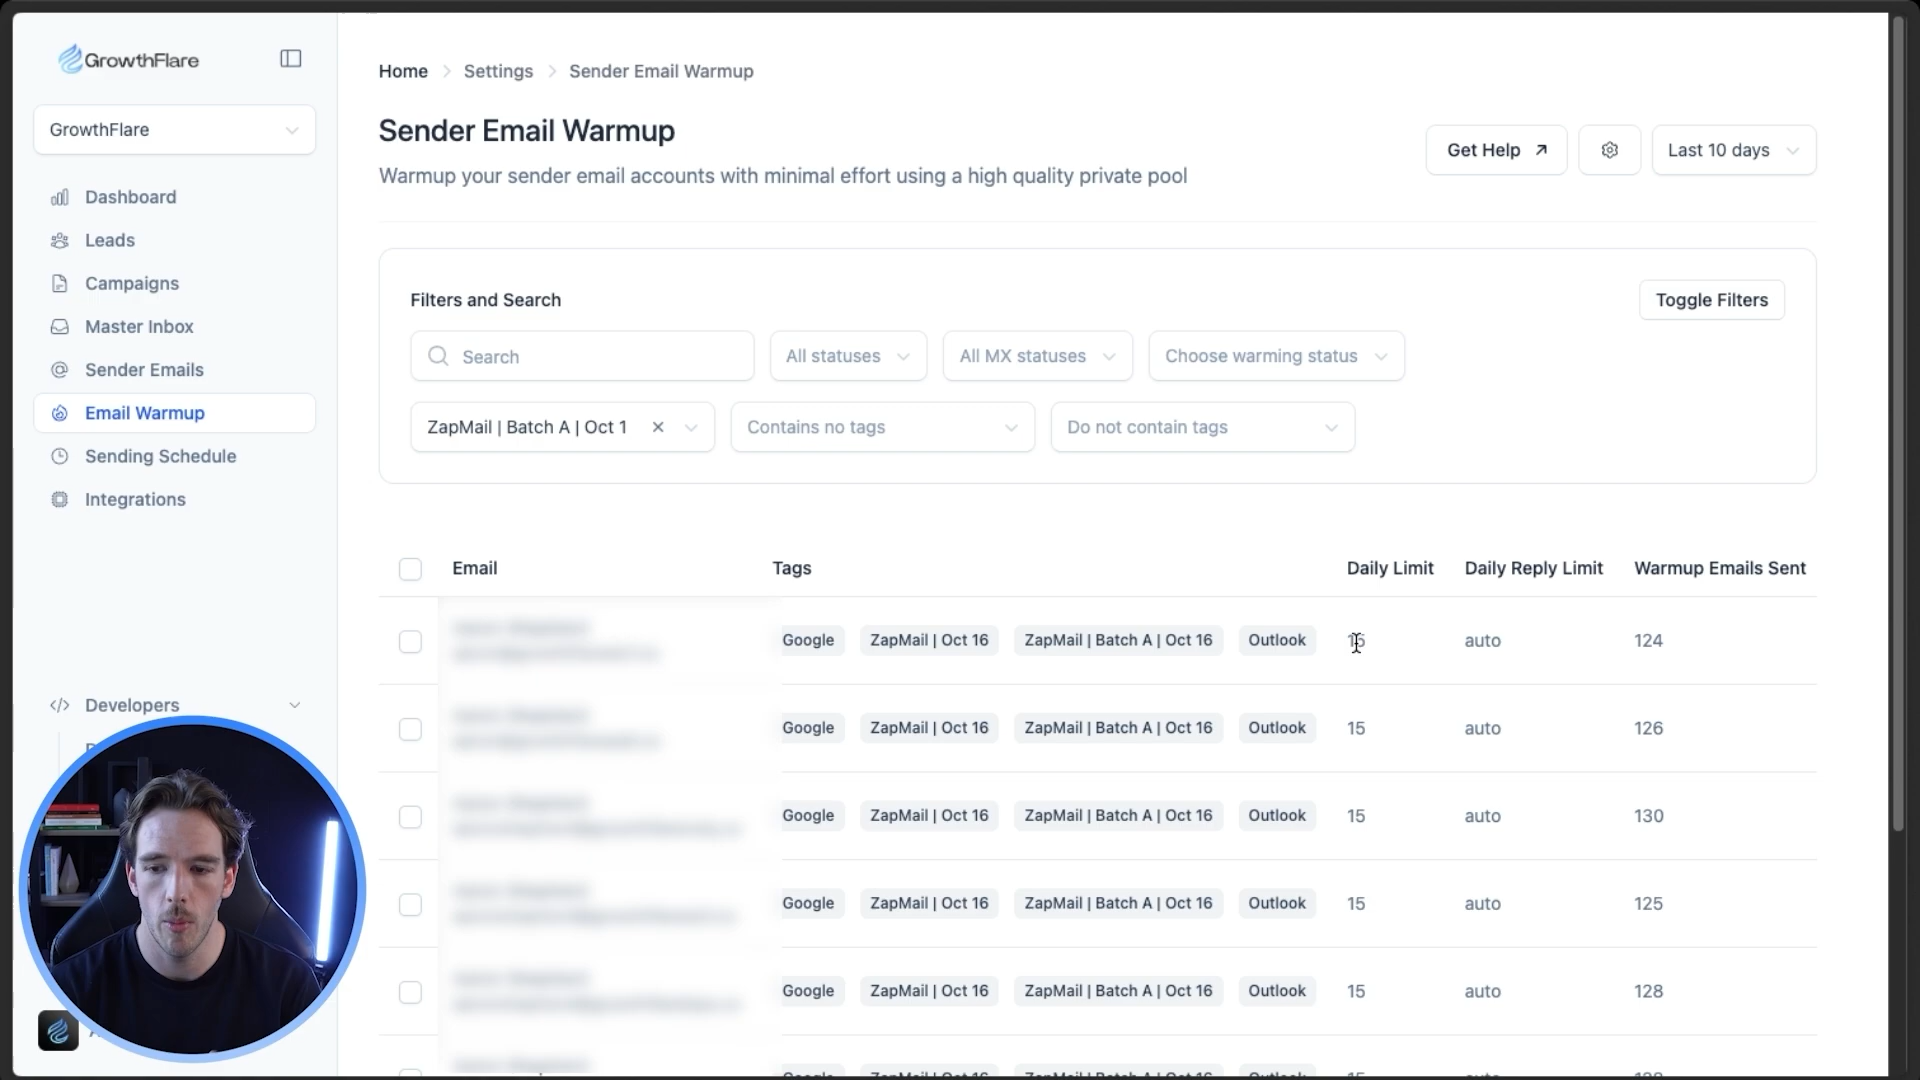 GrowthFlare
GrowthFlare
Dashboard
Leads
Campaigns
Master Inbox
Sender Emails
Email Warmup
Sending Schedule
Integrations
Developers
Home Settings Sender Email Warmup
Sender Email Warmup
Warmup your sender email accounts with minimal effort using a high quality private pool
Get Help
Last 10 days
Filters and Search
Toggle Filters
Search
All statuses
All MX statuses
Choose warming status
ZapMail | Batch A | Oct 1
Contains no tags
Do not contain tags
Email Tags Daily Limit Daily Reply Limit Warmup Emails Sent
Google ZapMail | Oct 16 ZapMail | Batch A | Oct 16 Outlook auto 124
Google ZapMail | Oct 16 ZapMail | Batch A | Oct 16 Outlook 15 auto 126
Google ZapMail | Oct 16 ZapMail | Batch A | Oct 16 Outlook 15 auto 130
Google ZapMail | Oct 16 ZapMail | Batch A | Oct 16 Outlook 15 auto 125
Google ZapMail | Oct 16 ZapMail | Batch A | Oct 16 Outlook 15 auto 128